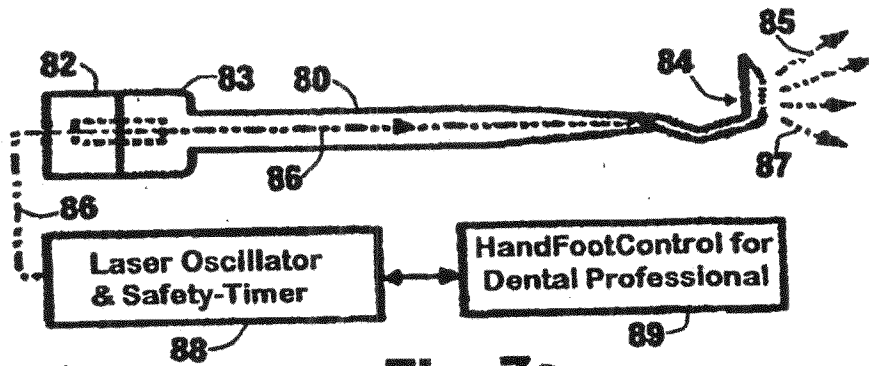 85
82
83
80
84
86
87
86
Laser Oscillator
& Safety-Timer
HandFootControl for
Dental Professional
88
89